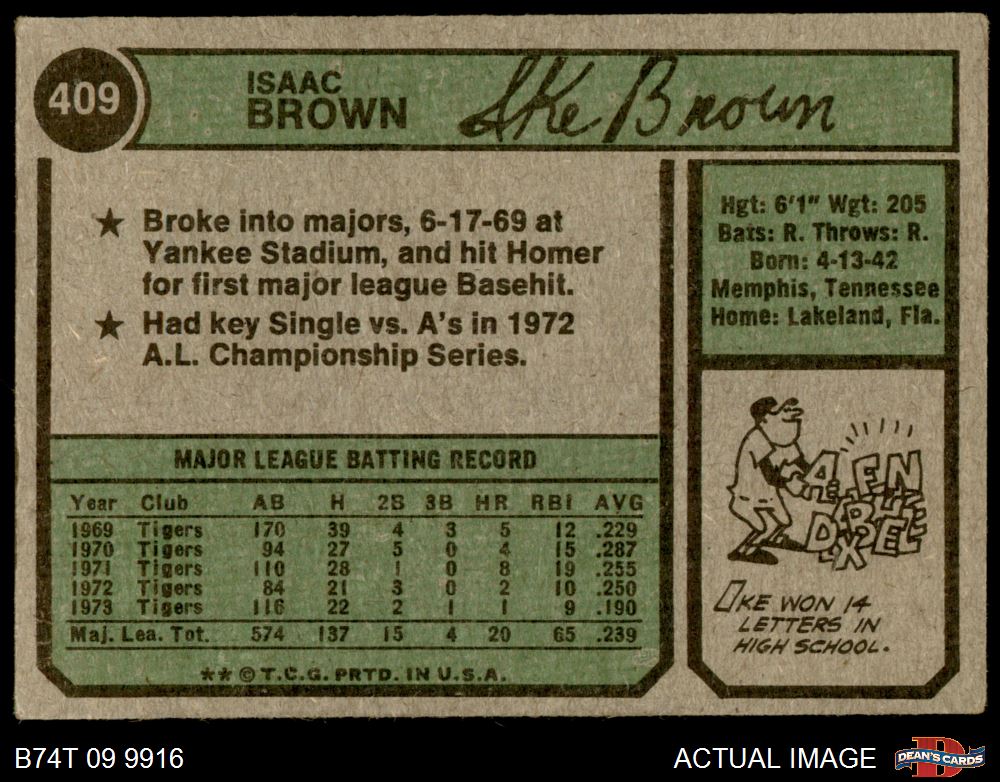 409
ISAAC
BROWN
Ike Brown
★ Broke into majors, 6-17-69 at
Yankee Stadium, and hit Homer
for first major league Basehit.
★ Had key Single vs. A's in 1972
A.L. Championship Series.
Hgt: 6'1" Wgt: 205
Bats: R. Throws: R.
Born: 4-13-42
Memphis, Tennessee
Home: Lakeland, Fla.
MAJOR LEAGUE BATTING RECORD
Year Club AB H 2B 3B HR RBI AVG
1969 Tigers 170 39 4 3 5 12 .229
1970 Tigers 94 27 5 0 4 15 .287
1971 Tigers 110 28 1 0 8 19 .255
1972 Tigers 84 21 3 0 2 10 .250
1973 Tigers 116 22 2 1 1 9 .190
Maj. Lea. Tot. 574 137 15 4 20 65 .239
** © T.C.G. PRTD. IN U.S.A.
IKE WON 14
LETTERS IN
HIGH SCHOOL.
B74T 09 9916
ACTUAL IMAGE
DEAN'S CARDS